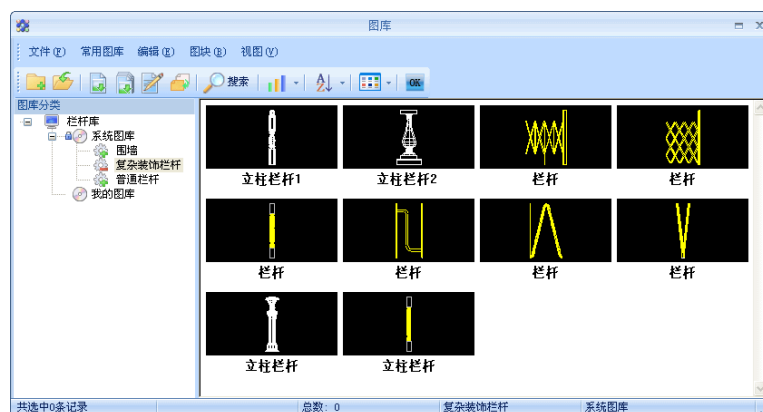 图库
文件(F) 常用图库 编辑(E) 图块(B) 视图(V)
搜索 OK
图库分类
栏杆库
系统图库
围墙
复杂装饰栏杆
普通栏杆
我的图库
立柱栏杆1 立柱栏杆2 栏杆 栏杆
栏杆 栏杆 栏杆 栏杆
立柱栏杆 立柱栏杆
共选中0条记录 总数: 0 复杂装饰栏杆 系统图库